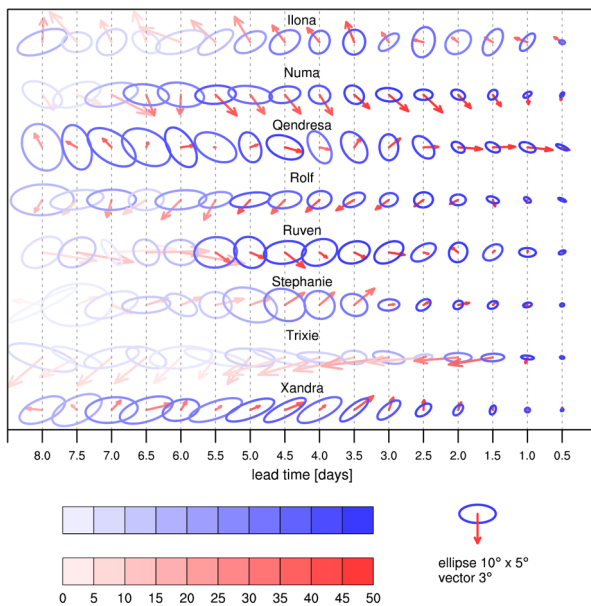 Ilona
Numa
Qendresa
Rolf
Ruven
Stephanie
Trixie
Xandra
8.0 7.5 7.0 6.5 6.0 5.5 5.0 4.5 4.0 3.5 3.0 2.5 2.0 1.5 1.0 0.5
lead time [days]
ellipse 10° x 5°
vector 3°
0 5 10 15 20 25 30 35 40 45 50